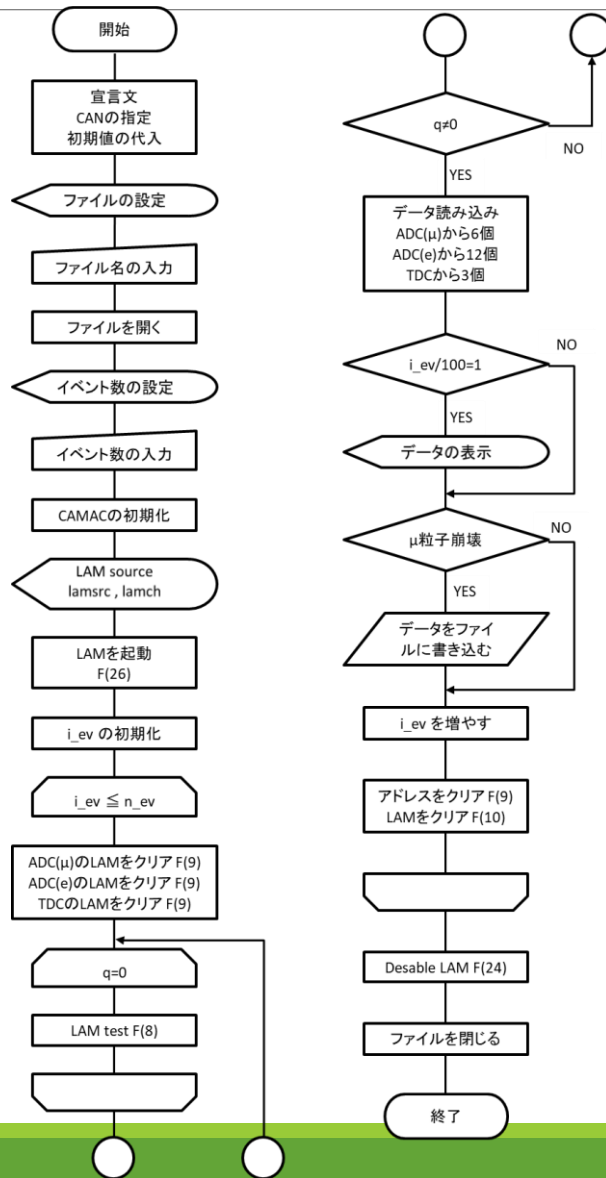 開始
宣言文
CANの指定
初期値の代入
ファイルの設定
ファイル名の入力
ファイルを開く
イベント数の設定
イベント数の入力
CAMACの初期化
LAM source
lamsrc , lamch
LAMを起動
F(26)
i_ev の初期化
i_ev ≦ n_ev
ADC(μ)のLAMをクリア F(9)
ADC(e)のLAMをクリア F(9)
TDCのLAMをクリア F(9)
q=0
LAM test F(8)
q≠0
NO
YES
データ読み込み
ADC(μ)から6個
ADC(e)から12個
TDCから3個
i_ev/100=1
NO
YES
データの表示
μ粒子崩壊
NO
YES
データをファイ
ルに書き込む
i_ev を増やす
アドレスをクリア F(9)
LAMをクリア F(10)
Desable LAM F(24)
ファイルを閉じる
終了